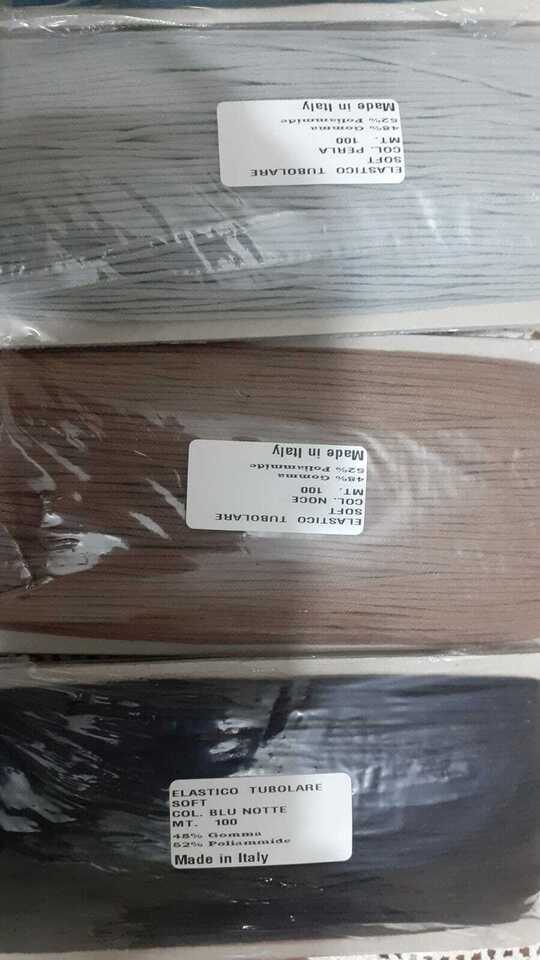 ELASTICO TUBOLARE
SOFT
COL. PERLA
MT. 100
48% Gomma
52% Poliammide
Made in Italy
ELASTICO TUBOLARE
SOFT
COL. NOCE
MT. 100
48% Gomma
52% Poliammide
Made in Italy
ELASTICO TUBOLARE
SOFT
COL. BLU NOTTE
MT. 100
48% Gomma
52% Poliammide
Made in Italy